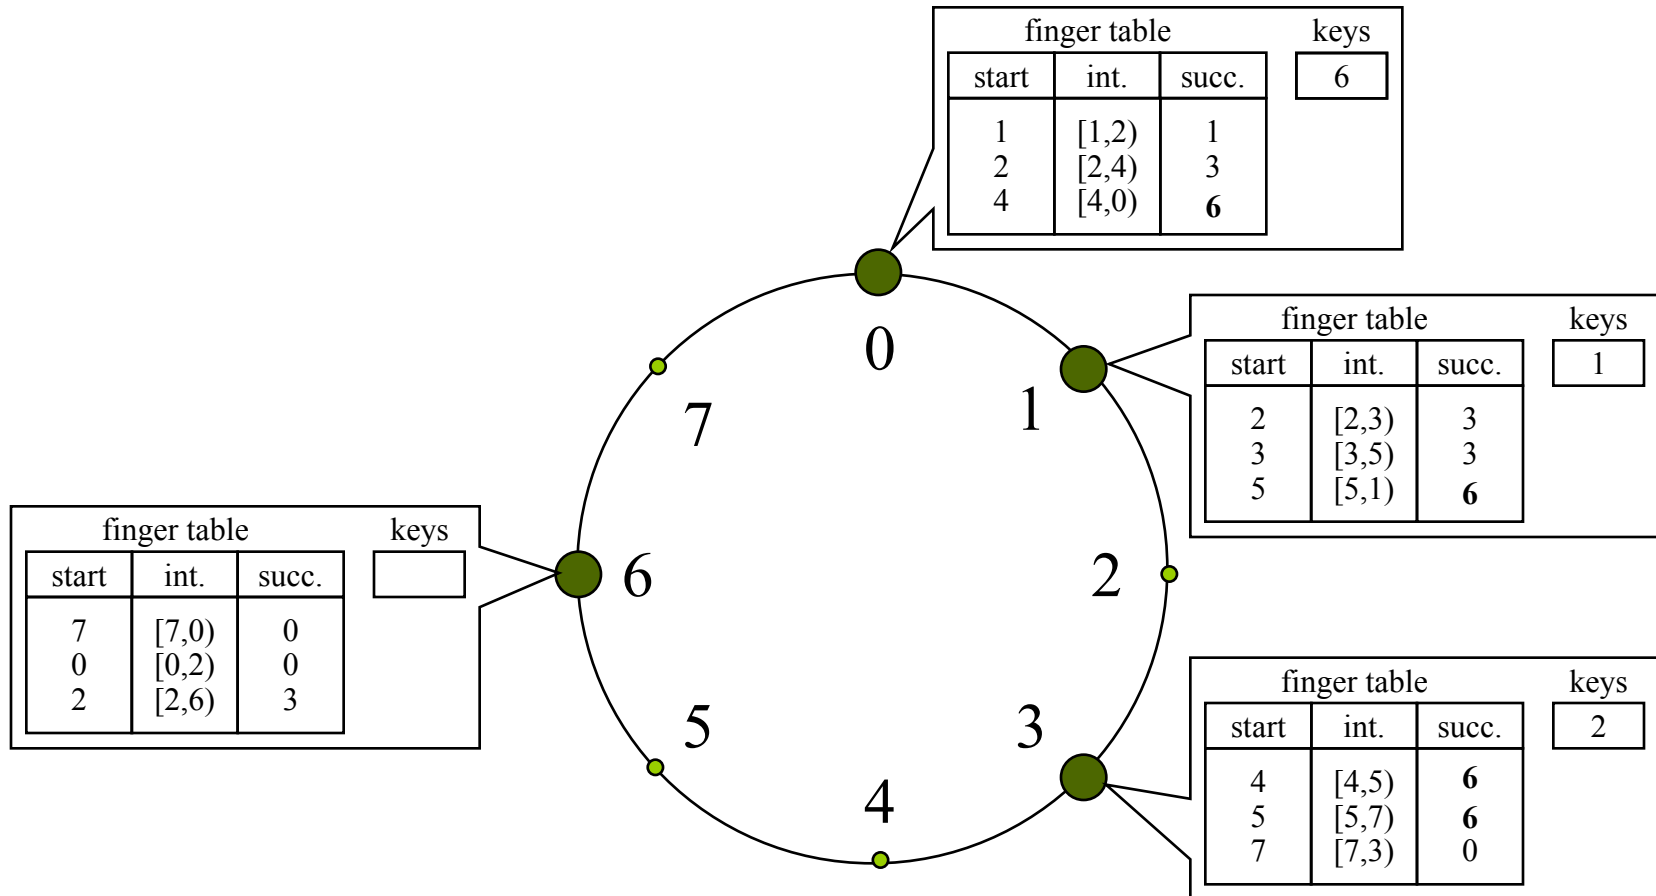 finger table keys
start int. succ. 6
1 [1,2) 1
2 [2,4) 3
4 [4,0) 6
0
finger table keys
start int. succ. 1
2 [2,3) 3
3 [3,5) 3
5 [5,1) 6
1
7
2
finger table keys
start int. succ.
7 [7,0) 0
0 [0,2) 0
2 [2,6) 3
6
5
3
4
finger table keys
start int. succ. 2
4 [4,5) 6
5 [5,7) 6
7 [7,3) 0